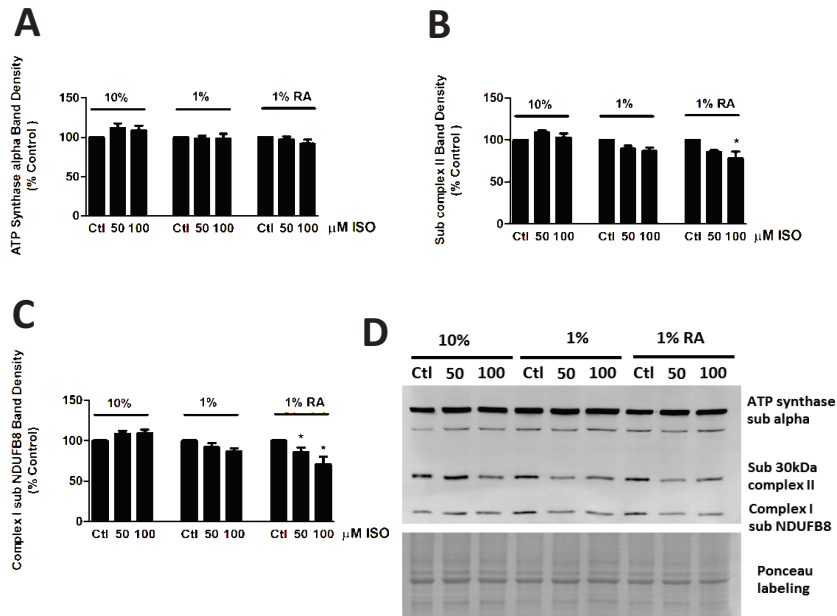 A
ATP Synthase alpha Band Density
(% Control )
150
100
50
0
10%
1%
1% RA
Ctl 50 100
Ctl 50 100
Ctl 50 100
*
μM ISO
B
Sub complex II Band Density
(% Control )
150
100
50
0
10%
1%
1% RA
*
Ctl 50 100
Ctl 50 100
Ctl 50 100
μM ISO
C
Complex I sub NDUFB8 Band Density
(% Control)
150
100
50
0
10%
1%
1% RA
*
*
Ctl 50 100
Ctl 50 100
Ctl 50 100
μM ISO
D
10%
1%
1% RA
Ctl 50 100
Ctl 50 100
Ctl 50 100
ATP synthase
sub alpha
Sub 30kDa
complex II
Complex I
sub NDUFB8
Ponceau
labeling